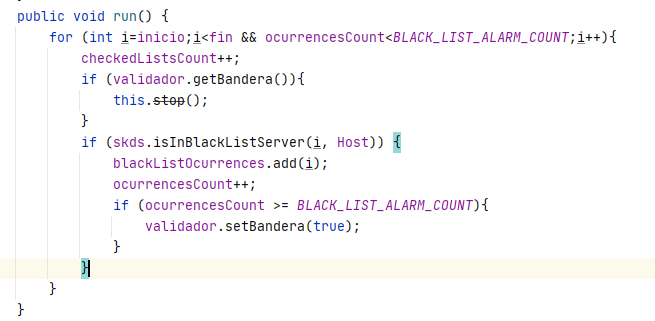 public void run() {
    for (int i=inicio;i<fin && ocurrencesCount<BLACK_LIST_ALARM_COUNT;i++){
        checkedListsCount++;
        if (validador.getBandera()){
            this.stop();
        }
        if (skds.isInBlackListServer(i, Host)) {
            blackListOcurrences.add(i);
            ocurrencesCount++;
            if (ocurrencesCount >= BLACK_LIST_ALARM_COUNT){
                validador.setBandera(true);
            }
        }
    }
}